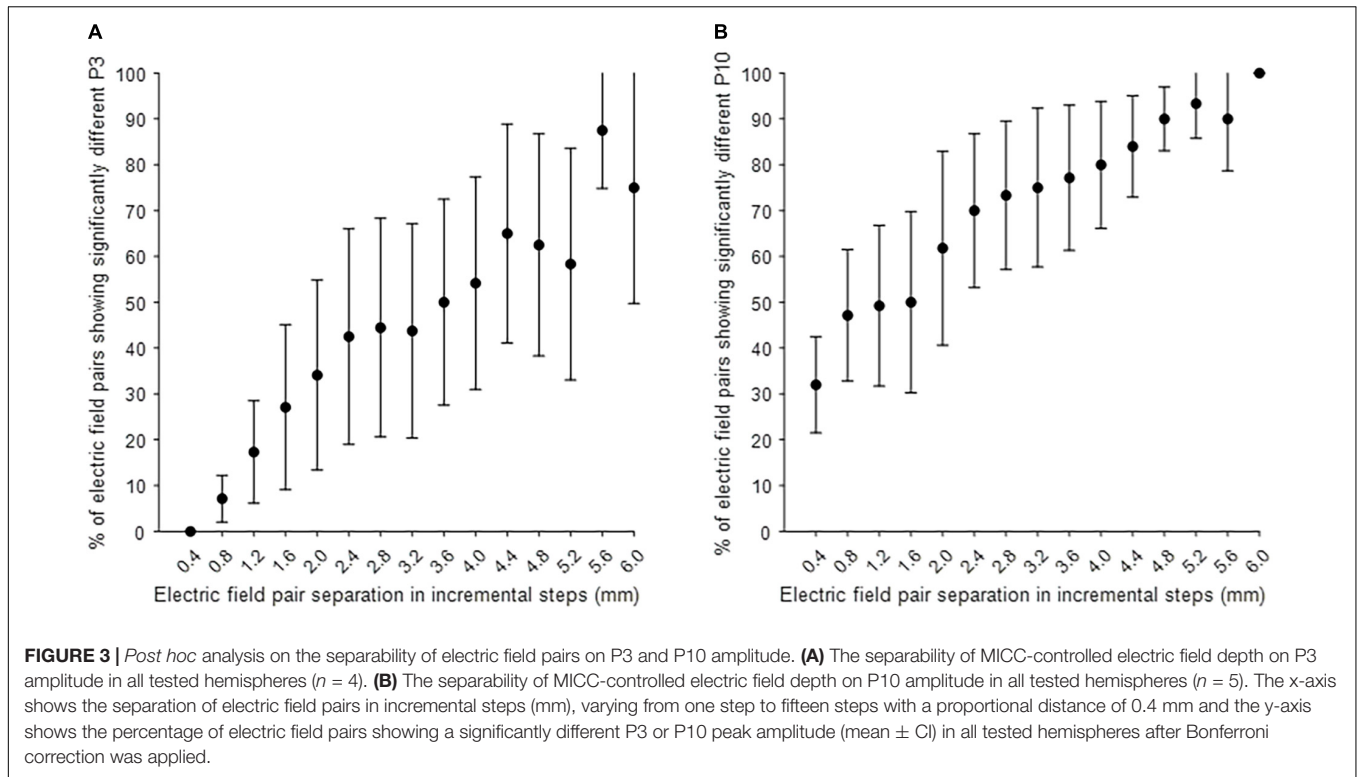 A
% of electric field pairs showing significantly different P3
100
90
80
70
60
50
40
30
20
10
0
0.4 0.8 1.2 1.6 2.0 2.4 2.8 3.2 3.6 4.0 4.4 4.8 5.2 5.6 6.0
Electric field pair separation in incremental steps (mm)
B
% of electric field pairs showing significantly different P10
100
90
80
70
60
50
40
30
20
10
0
0.4 0.8 1.2 1.6 2.0 2.4 2.8 3.2 3.6 4.0 4.4 4.8 5.2 5.6 6.0
Electric field pair separation in incremental steps (mm)
FIGURE 3 | Post hoc analysis on the separability of electric field pairs on P3 and P10 amplitude. (A) The separability of MICC-controlled electric field depth on P3
amplitude in all tested hemispheres (n = 4). (B) The separability of MICC-controlled electric field depth on P10 amplitude in all tested hemispheres (n = 5). The x-axis
shows the separation of electric field pairs in incremental steps (mm), varying from one step to fifteen steps with a proportional distance of 0.4 mm and the y-axis
shows the percentage of electric field pairs showing a significantly different P3 or P10 peak amplitude (mean ± CI) in all tested hemispheres after Bonferroni
correction was applied.